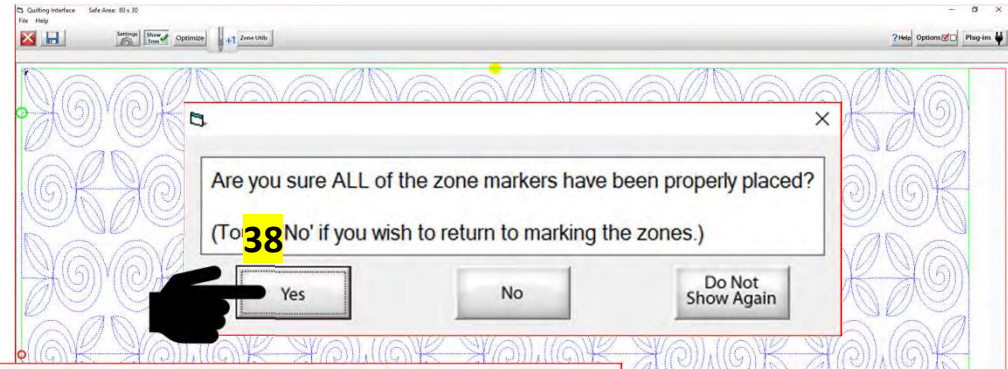 Quilting Interface Safe Area: 80 x 30
File Help
Settings Show Tran Optimize +1 Zone Utils ?Help Options Plug-ins
Are you sure ALL of the zone markers have been properly placed?
(To 38 No' if you wish to return to marking the zones.)
Yes No Do Not Show Again